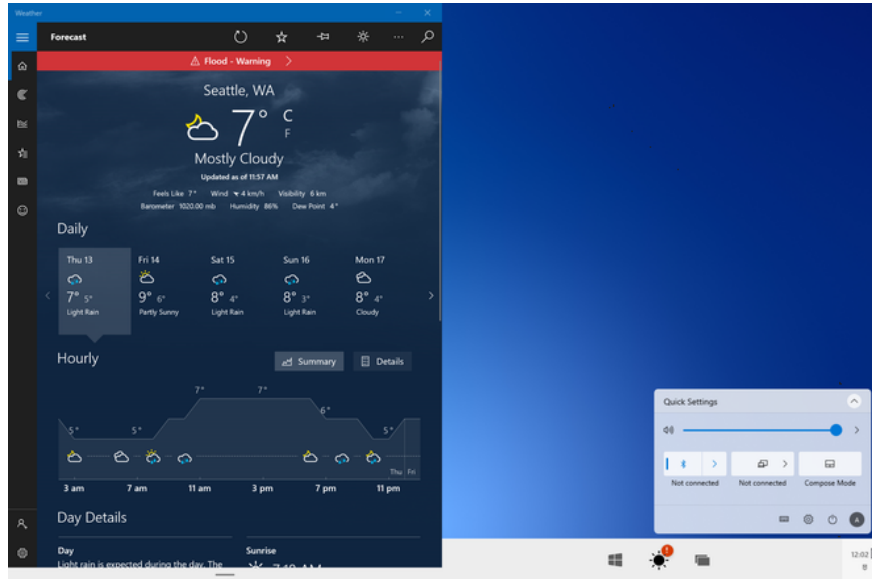 Weather
Forecast
Flood - Warning
Seattle, WA
7° C
F
Mostly Cloudy
Updated as of 11:57 AM
Feels Like 7° Wind 4 km/h Visibility 6 km
Barometer 1020.00 mb Humidity 86% Dew Point 4°
Daily
Thu 13 Fri 14 Sat 15 Sun 16 Mon 17
7° 5° 9° 6° 8° 4° 8° 3° 8° 4°
Light Rain Partly Sunny Light Rain Light Rain Cloudy
Hourly
Summary Details
7° 7°
6°
5° 5° 5°
Thu Fri
3 am 7 am 11 am 3 pm 7 pm 11 pm
Day Details
Day Sunrise
Light rain is expected during the day. The
Quick Settings
Not connected Not connected Compose Mode
A
12:02